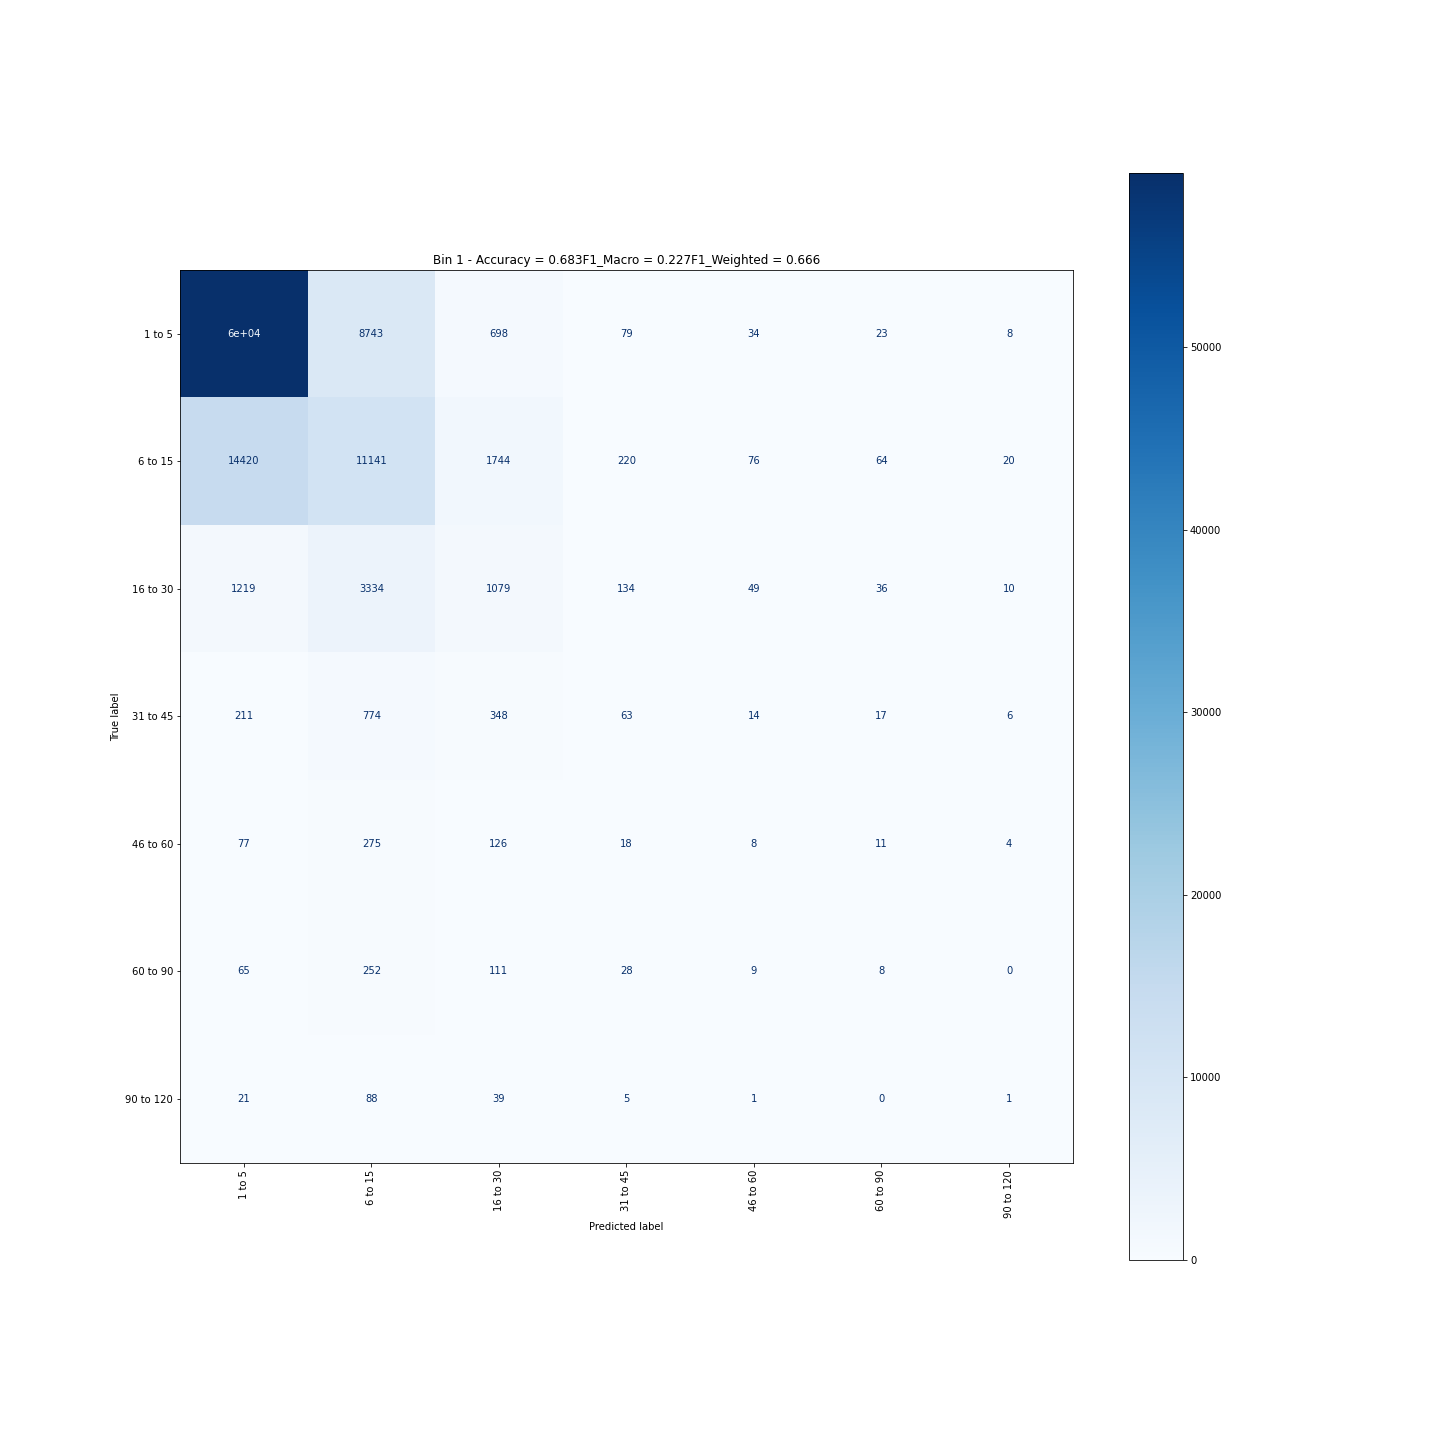 Bin 1 - Accuracy = 0.683F1_Macro = 0.227F1_Weighted = 0.666
True label
1 to 5 6e+04 8743 698 79 34 23 8
6 to 15 14420 11141 1744 220 76 64 20
16 to 30 1219 3334 1079 134 49 36 10
31 to 45 211 774 348 63 14 17 6
46 to 60 77 275 126 18 8 11 4
60 to 90 65 252 111 28 9 8 0
90 to 120 21 88 39 5 1 0 1
1 to 5 6 to 15 16 to 30 31 to 45 46 to 60 60 to 90 90 to 120
Predicted label
50000
40000
30000
20000
10000
0